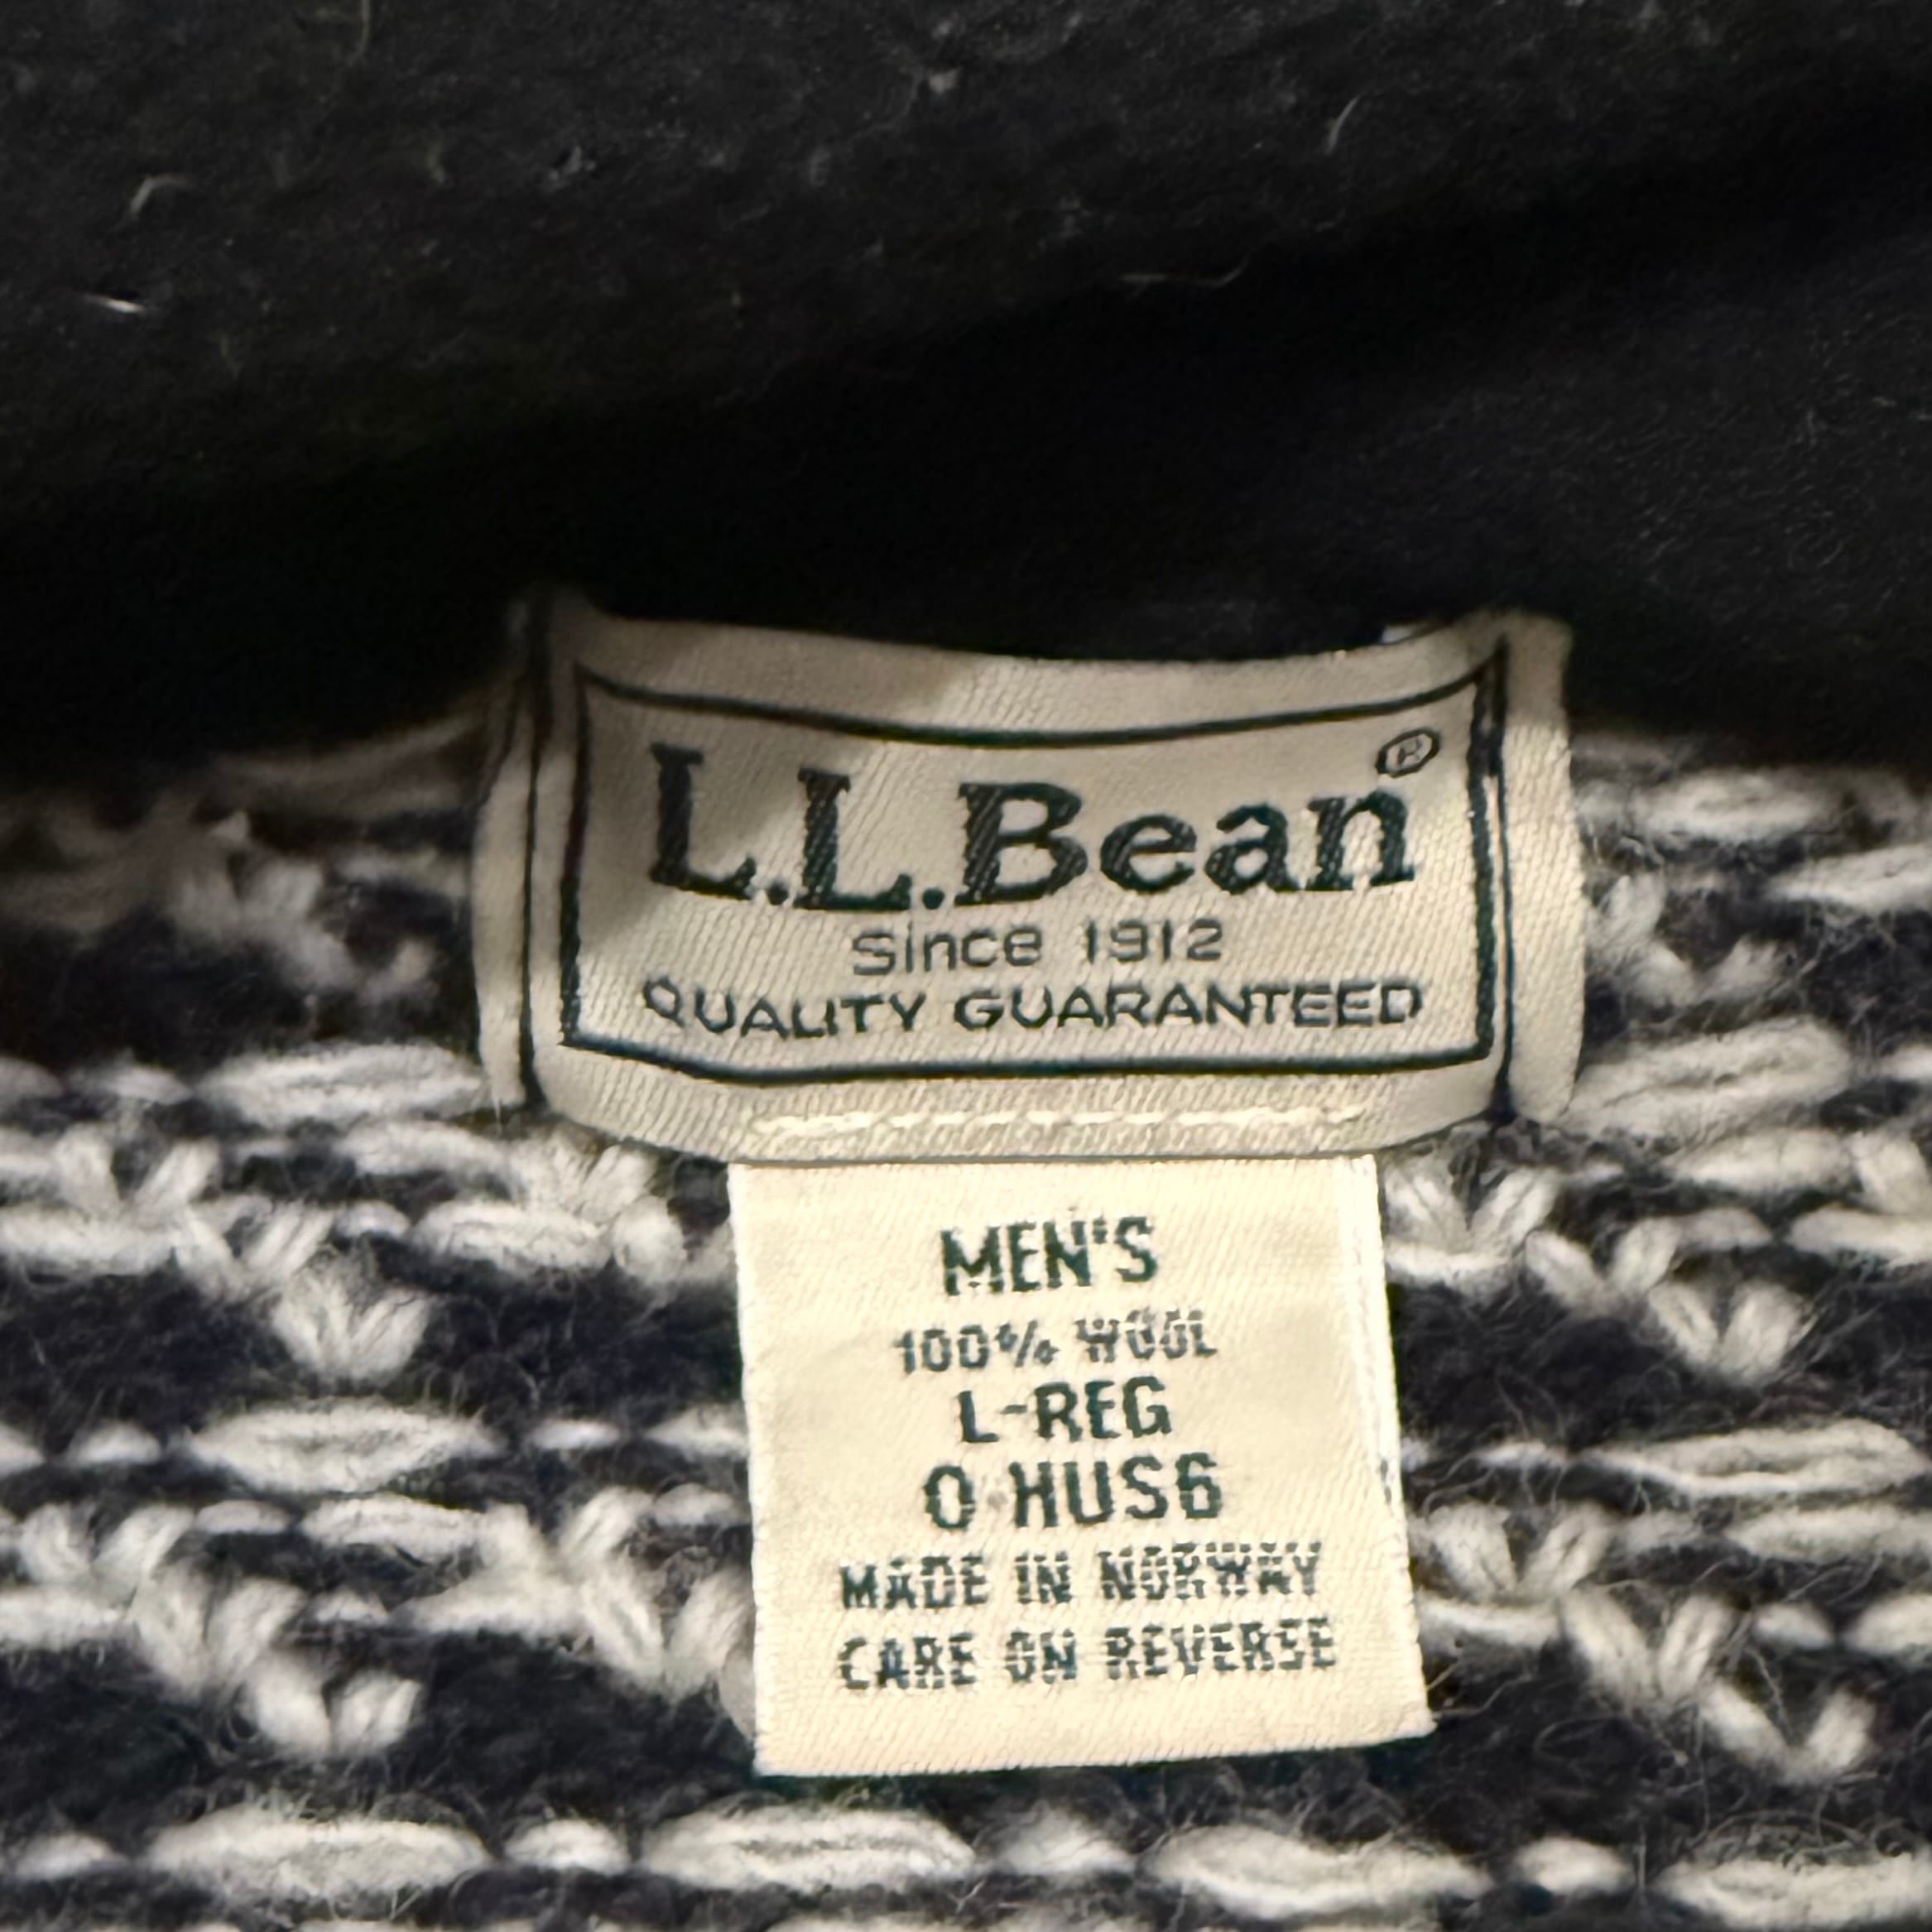 L.L.Bean®
Since 1912
QUALITY GUARANTEED
MEN'S
100% WOOL
L-REG
0 HUS6
MADE IN NORWAY
CARE ON REVERSE